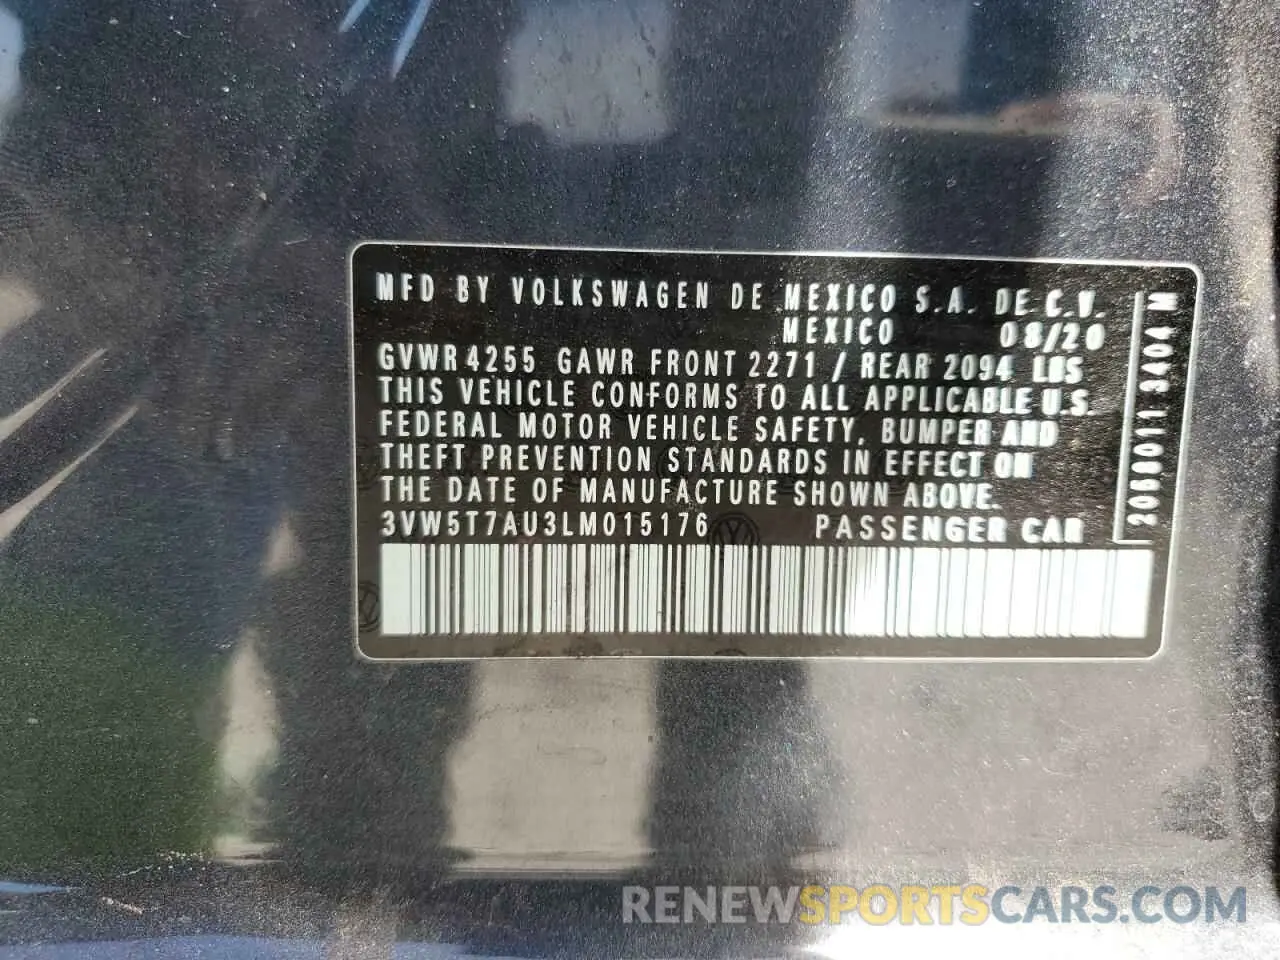 MFD BY VOLKSWAGEN DE MEXICO S.A. DE C.V.
MEXICO 08/20
GVWR 4255 GAWR FRONT 2271 / REAR 2094 LBS
THIS VEHICLE CONFORMS TO ALL APPLICABLE U.S.
FEDERAL MOTOR VEHICLE SAFETY, BUMPER AND
THEFT PREVENTION STANDARDS IN EFFECT ON
THE DATE OF MANUFACTURE SHOWN ABOVE.
3VW5T7AU3LM015176 PASSENGER CAR
2068011 3404 M
RENEWSPORTSCARS.COM